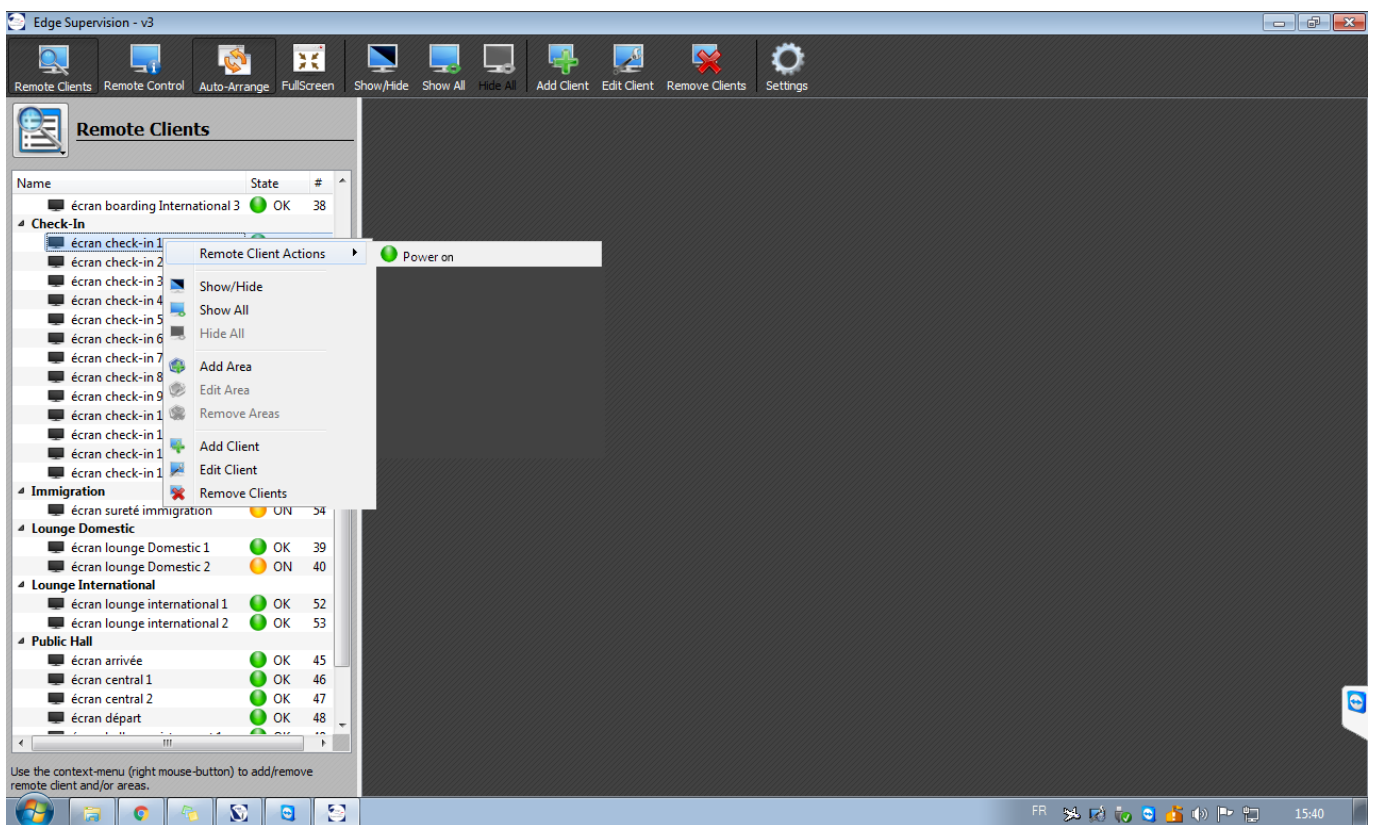 Edge Supervision - v3
Remote Clients Remote Control Auto-Arrange FullScreen Show/Hide Show All Hide All Add Client Edit Client Remove Clients Settings
Remote Clients
Name State #
écran boarding International 3 OK 38
Check-In
écran check-in 1
écran check-in 2
écran check-in 3
écran check-in 4
écran check-in 5
écran check-in 6
écran check-in 7
écran check-in 8
écran check-in 9
écran check-in 1
écran check-in 1
écran check-in 1
écran check-in 1
Remote Client Actions
Power on
Show/Hide
Show All
Hide All
Add Area
Edit Area
Remove Areas
Add Client
Edit Client
Remove Clients
Immigration
écran sureté immigration ON 54
Lounge Domestic
écran lounge Domestic 1 OK 39
écran lounge Domestic 2 ON 40
Lounge International
écran lounge international 1 OK 52
écran lounge international 2 OK 53
Public Hall
écran arrivée OK 45
écran central 1 OK 46
écran central 2 OK 47
écran départ OK 48
Use the context-menu (right mouse-button) to add/remove
remote client and/or areas.
FR 15:40